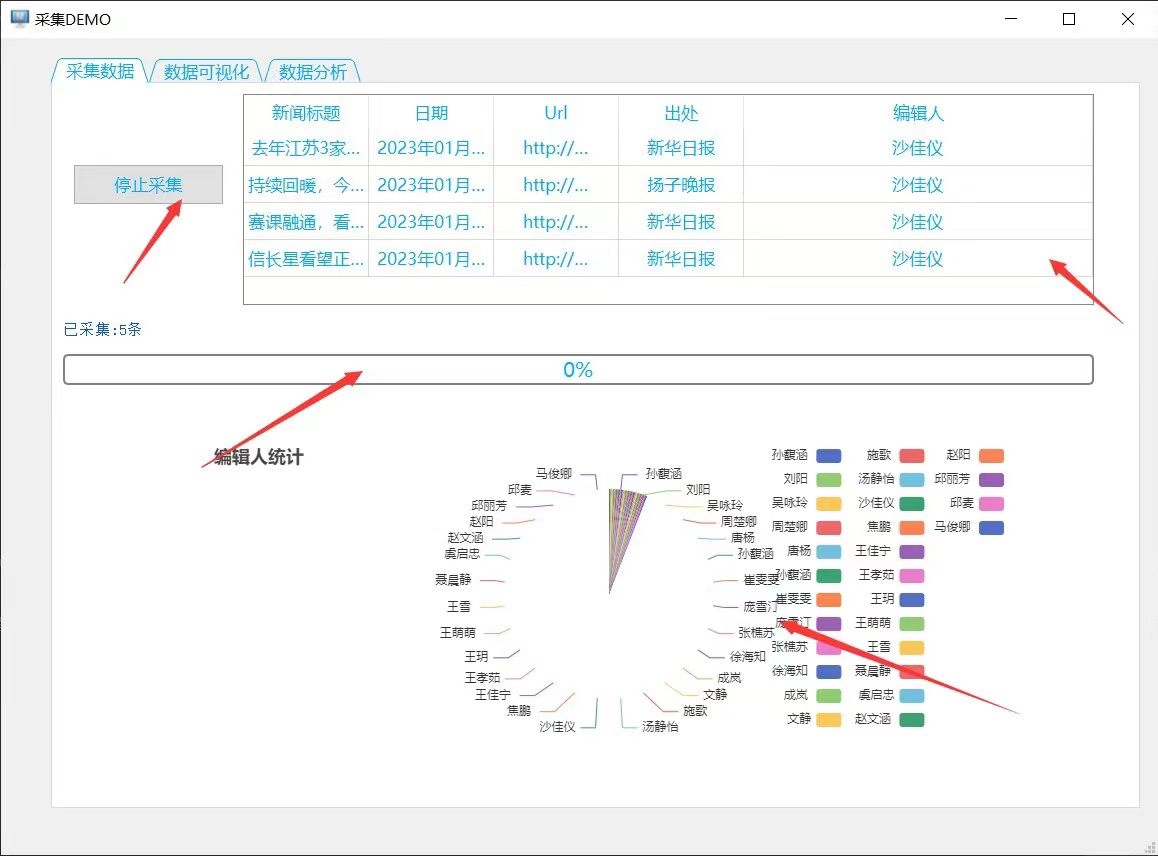 采集DEMO
采集数据 数据可视化 数据分析
新闻标题 日期 Url 出处 编辑人
去年江苏3家... 2023年01月... http://... 新华日报 沙佳仪
停止采集
持续回暖，今... 2023年01月... http://... 扬子晚报 沙佳仪
赛课融通，看... 2023年01月... http://... 新华日报 沙佳仪
信长星看望正... 2023年01月... http://... 新华日报 沙佳仪
已采集:5条
0%
编辑人统计
马俊卿 孙馥涵
邱麦 刘阳
邱丽芳 吴咏玲
赵阳 周楚卿
赵文涵 唐杨
虞启忠 孙馥涵
聂晨静 崔雯雯
王雪 庞雪汀
王萌萌 张樵苏
王玥 徐海知
王孝茹 成岚
王佳宁 文静
焦鹏 施歌
沙佳仪 汤静怡
孙馥涵 施歌 赵阳
刘阳 汤静怡 邱丽芳
吴咏玲 沙佳仪 邱麦
周楚卿 焦鹏 马俊卿
唐杨 王佳宁
孙馥涵 王孝茹
崔雯雯 王玥
庞雪汀 王萌萌
张樵苏 王雪
徐海知 聂晨静
成岚 虞启忠
文静 赵文涵